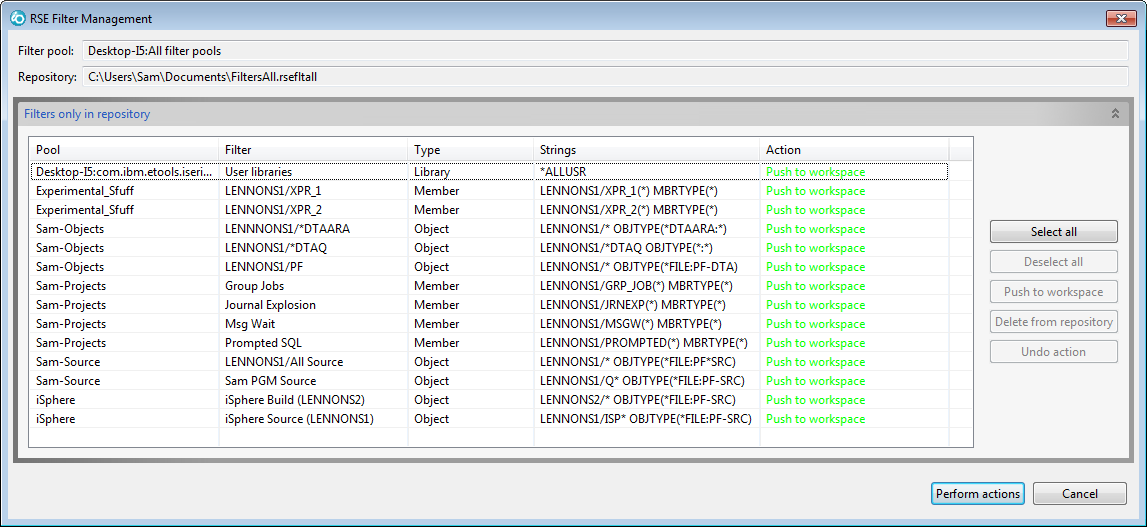 RSE Filter Management
Filter pool: Desktop-I5:All filter pools
Repository: C:\Users\Sam\Documents\FiltersAll.rsefltall
Filters only in repository
Pool Filter Type Strings Action
Desktop-I5:com.ibm.etools.iseri... User libraries Library *ALLUSR Push to workspace
Experimental_Sfuff LENNONS1/XPR_1 Member LENNONS1/XPR_1(*) MBRTYPE(*) Push to workspace
Experimental_Sfuff LENNONS1/XPR_2 Member LENNONS1/XPR_2(*) MBRTYPE(*) Push to workspace
Sam-Objects LENNNONS1/*DTAARA Object LENNONS1/* OBJTYPE(*DTAARA:*) Push to workspace
Sam-Objects LENNONS1/*DTAQ Object LENNONS1/*DTAQ OBJTYPE(*:*) Push to workspace
Sam-Objects LENNONS1/PF Object LENNONS1/* OBJTYPE(*FILE:PF-DTA) Push to workspace
Sam-Projects Group Jobs Member LENNONS1/GRP_JOB(*) MBRTYPE(*) Push to workspace
Sam-Projects Journal Explosion Member LENNONS1/JRNEXP(*) MBRTYPE(*) Push to workspace
Sam-Projects Msg Wait Member LENNONS1/MSGW(*) MBRTYPE(*) Push to workspace
Sam-Projects Prompted SQL Member LENNONS1/PROMPTED(*) MBRTYPE(*) Push to workspace
Sam-Source LENNONS1/All Source Object LENNONS1/* OBJTYPE(*FILE:PF*SRC) Push to workspace
Sam-Source Sam PGM Source Object LENNONS1/Q* OBJTYPE(*FILE:PF-SRC) Push to workspace
iSphere iSphere Build (LENNONS2) Object LENNONS2/* OBJTYPE(*FILE:PF-SRC) Push to workspace
iSphere iSphere Source (LENNONS1) Object LENNONS1/ISP* OBJTYPE(*FILE:PF-SRC) Push to workspace
Select all
Deselect all
Push to workspace
Delete from repository
Undo action
Perform actions Cancel